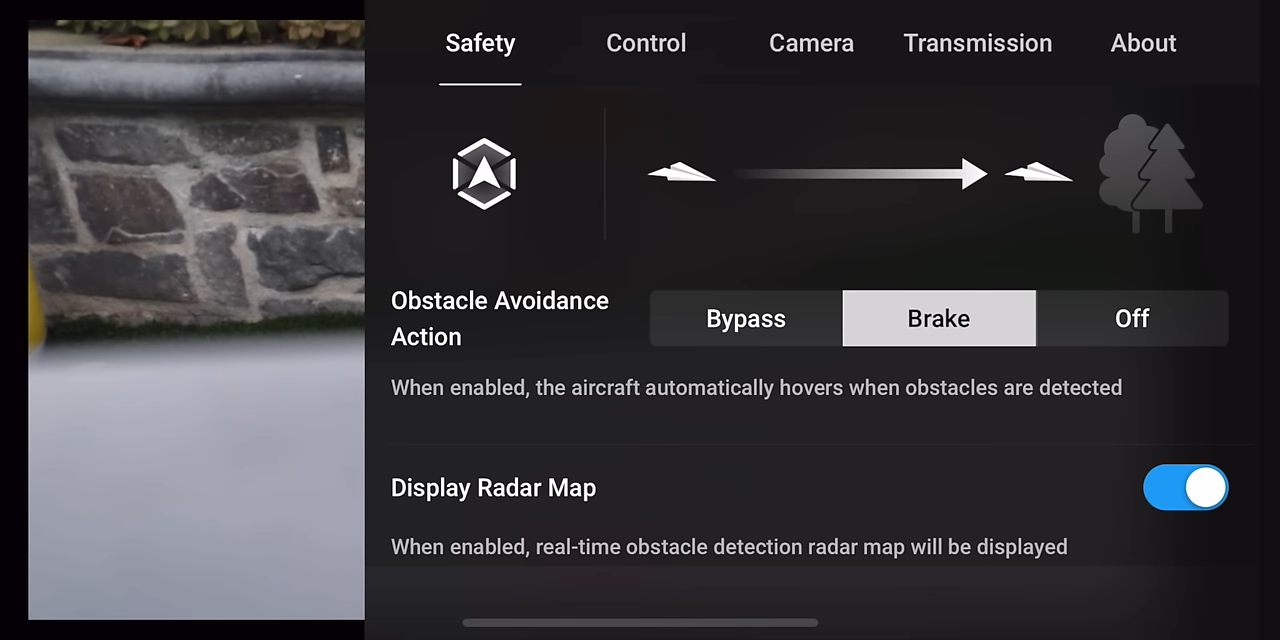 Safety Control Camera Transmission About
Obstacle Avoidance
Action
Bypass Brake Off
When enabled, the aircraft automatically hovers when obstacles are detected
Display Radar Map
When enabled, real-time obstacle detection radar map will be displayed